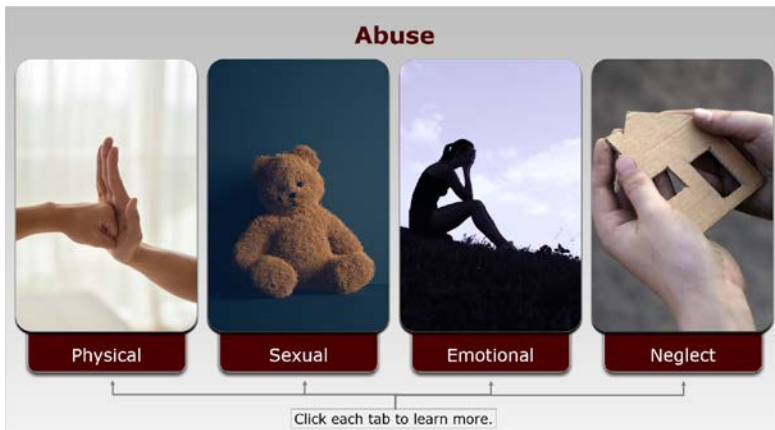 Abuse
Physical
Sexual
Emotional
Neglect
Click each tab to learn more.